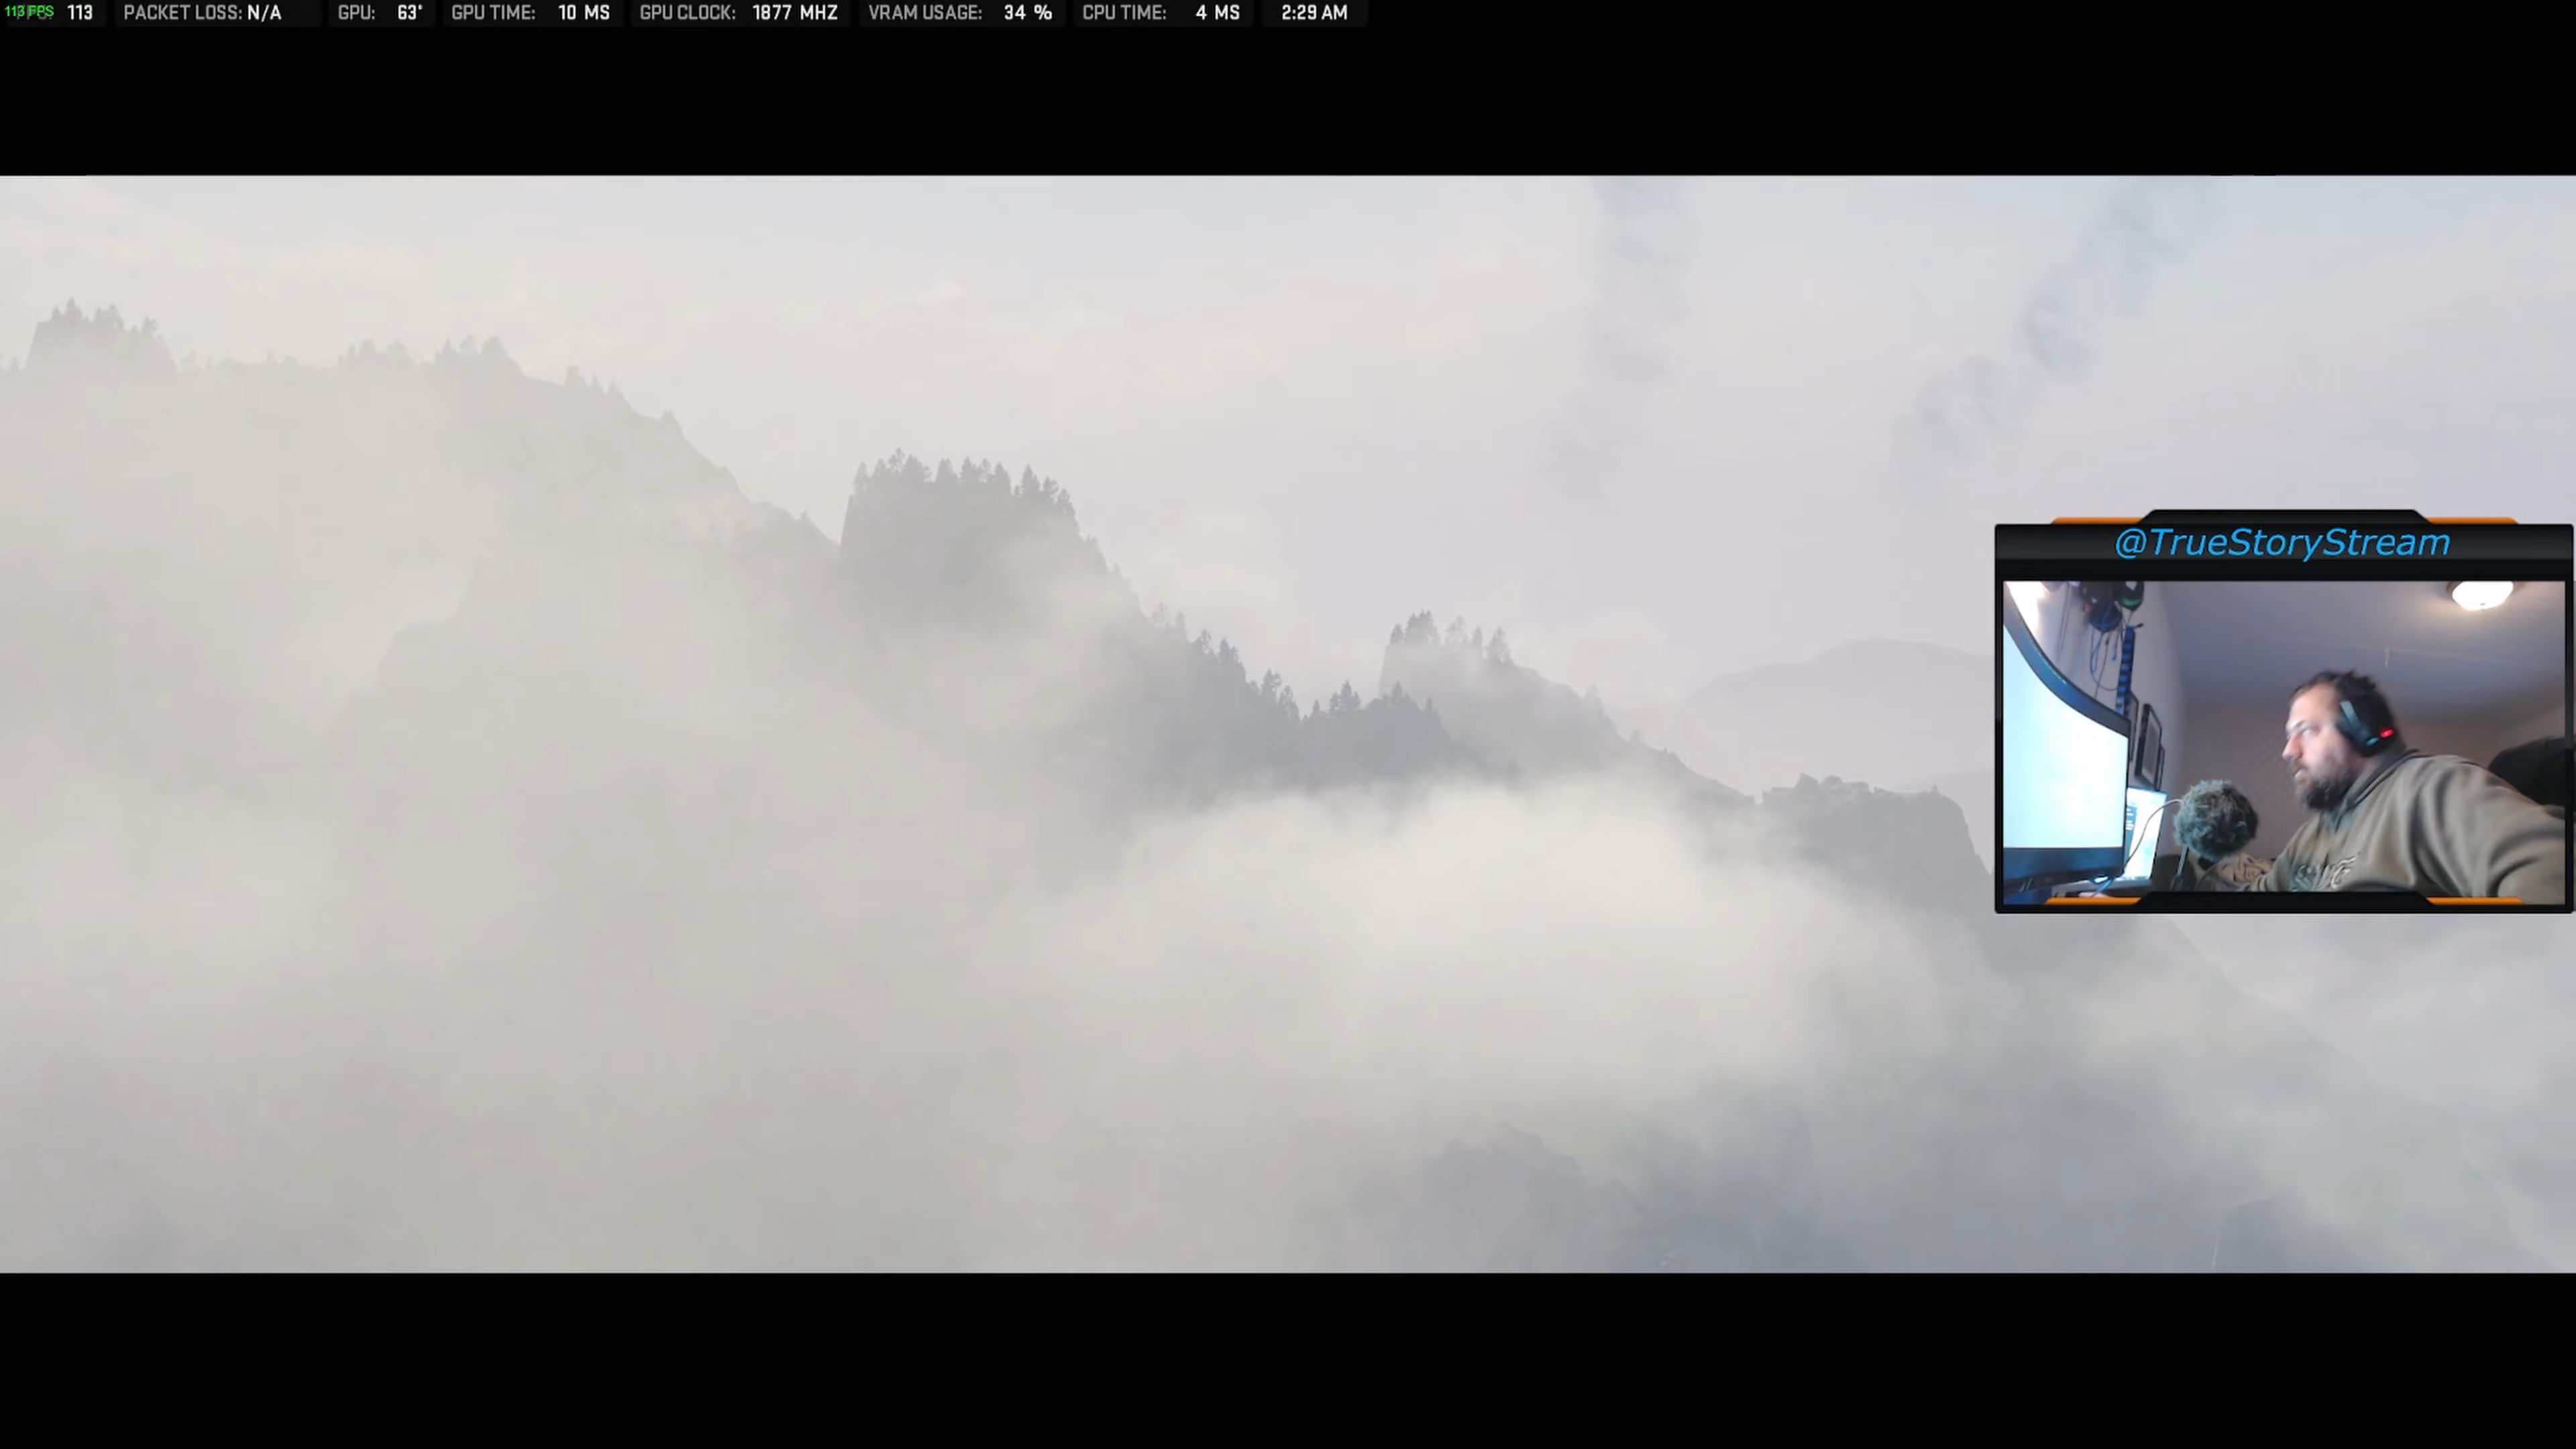 113 FPS 113 PACKET LOSS: N/A GPU: 63° GPU TIME: 10 MS GPU CLOCK: 1877 MHZ VRAM USAGE: 34 % CPU TIME: 4 MS 2:29 AM
@TrueStoryStream